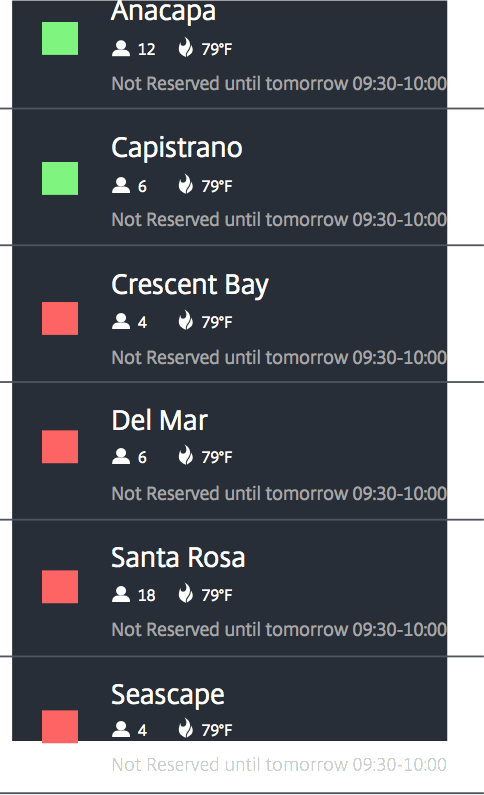 Anacapa
12 79°F
Not Reserved until tomorrow 09:30-10:00
Capistrano
6 79°F
Not Reserved until tomorrow 09:30-10:00
Crescent Bay
4 79°F
Not Reserved until tomorrow 09:30-10:00
Del Mar
6 79°F
Not Reserved until tomorrow 09:30-10:00
Santa Rosa
18 79°F
Not Reserved until tomorrow 09:30-10:00
Seascape
4 79°F
Not Reserved until tomorrow 09:30-10:00